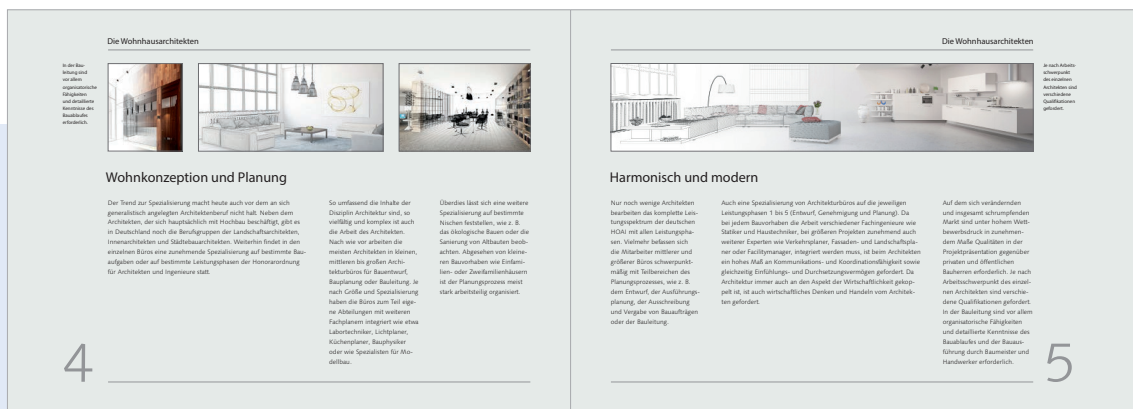 Die Wohnhausarchitekten
In der Bau-
leitung sind
vor allem
organisatorische
Fähigkeiten
und detaillierte
Kenntnisse des
Bauablaufes
erforderlich.
Wohnkonzeption und Planung
Der Trend zur Spezialisierung macht heute auch vor dem an sich
generalistisch angelegten Architektenberuf nicht halt. Neben dem
Architekten, der sich hauptsächlich mit Hochbau beschäftigt, gibt es
in Deutschland noch die Berufsgruppen der Landschaftsarchitekten,
Innenarchitekten und Städtebauarchitekten. Weiterhin findet in den
einzelnen Büros eine zunehmende Spezialisierung auf bestimmte Bau-
aufgaben oder auf bestimmte Leistungsphasen der Honorarordnung
für Architekten und Ingenieure statt.
So umfassend die Inhalte der
Disziplin Architektur sind, so
vielfältig und komplex ist auch
die Arbeit des Architekten.
Nach wie vor arbeiten die
meisten Architekten in kleinen,
mittleren bis großen Archi-
tekturbüros für Bauentwurf,
Bauplanung oder Bauleitung. Je
nach Größe und Spezialisierung
haben die Büros zum Teil eige-
ne Abteilungen mit weiteren
Fachplanern integriert wie etwa
Labortechniker, Lichtplaner,
Küchenplaner, Bauphysiker
oder wie Spezialisten für Mo-
dellbau.
Überdies lässt sich eine weitere
Spezialisierung auf bestimmte
Nischen feststellen, wie z. B.
das ökologische Bauen oder die
Sanierung von Altbauten beob-
achten. Abgesehen von kleine-
ren Bauvorhaben wie Einfami-
lien- oder Zweifamilienhäusern
ist der Planungsprozess meist
stark arbeitsteilig organisiert.
4
Die Wohnhausarchitekten
Je nach Arbeits-
schwerpunkt
des einzelnen
Architekten sind
verschiedene
Qualifikationen
gefordert.
Harmonisch und modern
Nur noch wenige Architekten
bearbeiten das komplette Leis-
tungsspektrum der deutschen
HOAI mit allen Leistungspha-
sen. Vielmehr befassen sich
die Mitarbeiter mittlerer und
größerer Büros schwerpunkt-
mäßig mit Teilbereichen des
Planungsprozesses, wie z. B.
dem Entwurf, der Ausführungs-
planung, der Ausschreibung
und Vergabe von Bauaufträgen
oder der Bauleitung.
Auch eine Spezialisierung von Architekturbüros auf die jeweiligen
Leistungsphasen 1 bis 5 (Entwurf, Genehmigung und Planung). Da
bei jedem Bauvorhaben die Arbeit verschiedener Fachingenieure wie
Statiker und Haustechniker, bei größeren Projekten zunehmend auch
weiterer Experten wie Verkehrsplaner, Fassaden- und Landschaftspla-
ner oder Facilitymanager, integriert werden muss, ist beim Architekten
ein hohes Maß an Kommunikations- und Koordinationsfähigkeit sowie
gleichzeitig Einfühlungs- und Durchsetzungsvermögen gefordert. Da
Architektur immer auch an den Aspekt der Wirtschaftlichkeit gekop-
pelt ist, ist auch wirtschaftliches Denken und Handeln vom Architek-
ten gefordert.
Auf dem sich verändernden
und insgesamt schrumpfenden
Markt sind unter hohem Wett-
bewerbsdruck in zunehmen-
dem Maße Qualitäten in der
Projektpräsentation gegenüber
privaten und öffentlichen
Bauherren erforderlich. Je nach
Arbeitsschwerpunkt des einzel-
nen Architekten sind verschie-
dene Qualifikationen gefordert.
In der Bauleitung sind vor allem
organisatorische Fähigkeiten
und detaillierte Kenntnisse des
Bauablaufes und der Bauaus-
führung durch Baumeister und
Handwerker erforderlich.
5